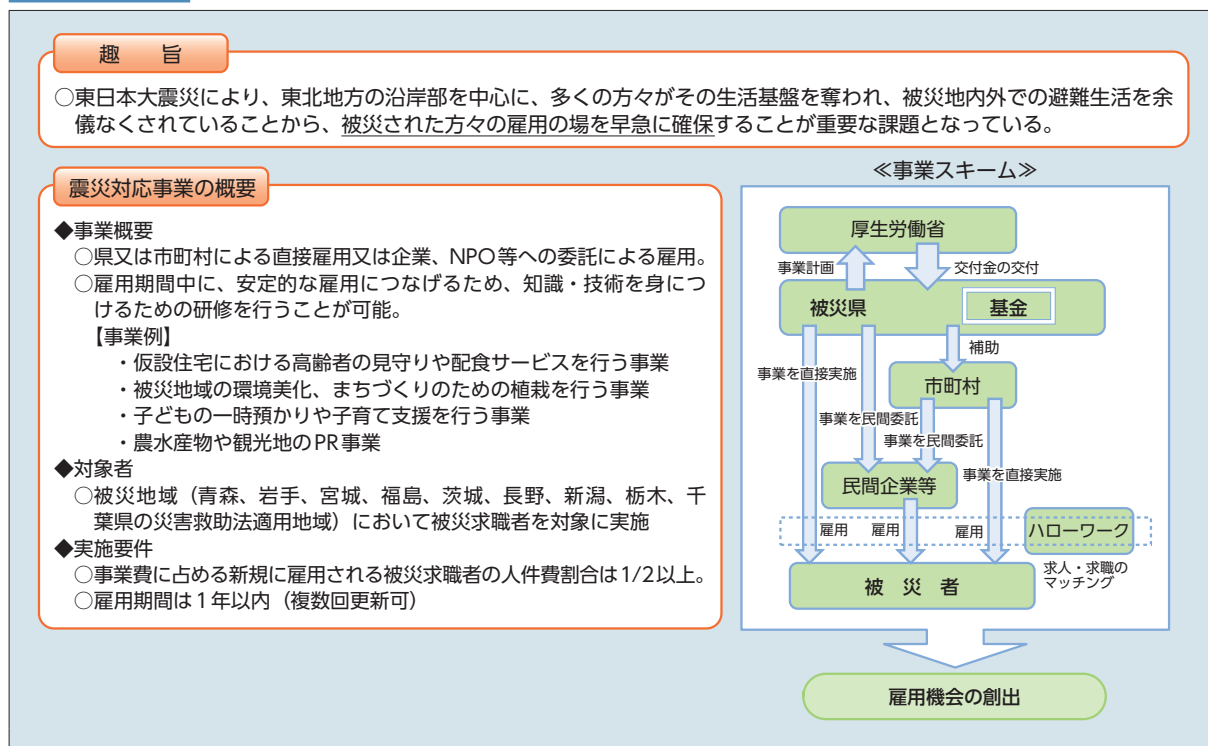 趣 旨
○東日本大震災により、東北地方の沿岸部を中心に、多くの方々がその生活基盤を奪われ、被災地内外での避難生活を余
儀なくされていることから、被災された方々の雇用の場を早急に確保することが重要な課題となっている。
震災対応事業の概要
◆事業概要
○県又は市町村による直接雇用又は企業、NPO等への委託による雇用。
○雇用期間中に、安定的な雇用につなげるため、知識・技術を身につ
けるための研修を行うことが可能。
【事業例】
・仮設住宅における高齢者の見守りや配食サービスを行う事業
・被災地域の環境美化、まちづくりのための植栽を行う事業
・子どもの一時預かりや子育て支援を行う事業
・農水産物や観光地のPR事業
◆対象者
○被災地域（青森、岩手、宮城、福島、茨城、長野、新潟、栃木、千
葉県の災害救助法適用地域）において被災求職者を対象に実施
◆実施要件
○事業費に占める新規に雇用される被災求職者の人件費割合は1/2以上。
○雇用期間は1年以内（複数回更新可）
≪事業スキーム≫
厚生労働省
事業計画
交付金の交付
被災県
基金
補助
事業を直接実施
市町村
事業を民間委託
事業を民間委託
事業を直接実施
民間企業等
雇用
雇用
雇用
ハローワーク
求人・求職の
マッチング
被 災 者
雇用機会の創出